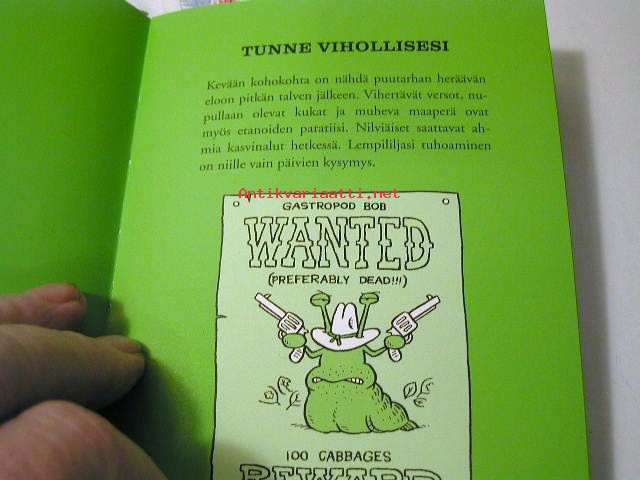 TUNNE VIHOLLISESI
Kevään kohokohta on nähdä puutarhan heräävän
eloon pitkän talven jälkeen. Vihertävät versot, nu-
pullaan olevat kukat ja muheva maaperä ovat
myös etanoiden paratiisi. Nilviäiset saattavat ah-
mia kasvinalut hetkessä. Lempililjasi tuhoaminen
on niille vain päivien kysymys.
Antikvariaatti.net
GASTROPOD BOB
WANTED
(PREFERABLY DEAD!!!)
100 CABBAGES
REWARD